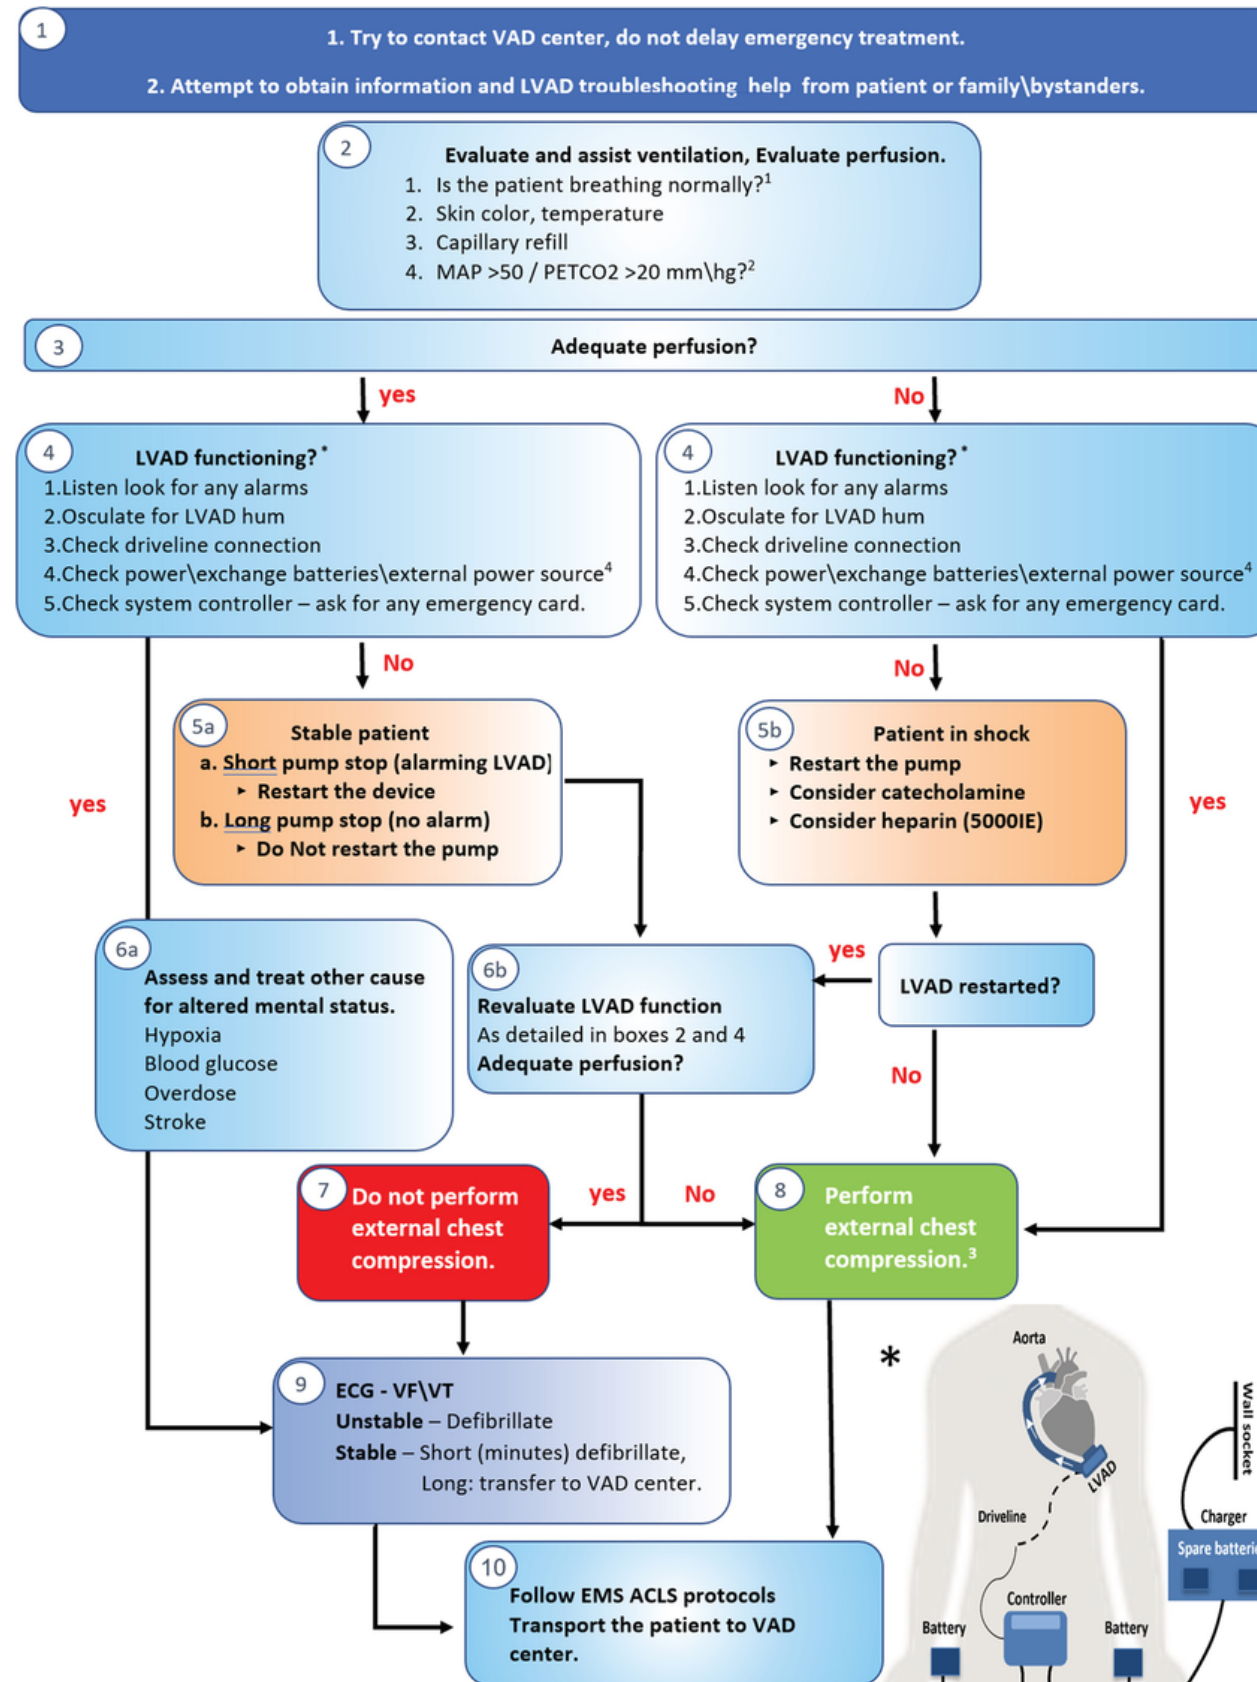 1
1. Try to contact VAD center, do not delay emergency treatment.
2. Attempt to obtain information and LVAD troubleshooting help from patient or family\bystanders.
2
Evaluate and assist ventilation, Evaluate perfusion.
1. Is the patient breathing normally?¹
2. Skin color, temperature
3. Capillary refill
4. MAP >50 / PETCO2 >20 mm\hg?²
3
Adequate perfusion?
yes
No
4
LVAD functioning?*
1.Listen look for any alarms
2.Osculate for LVAD hum
3.Check driveline connection
4.Check power\exchange batteries\external power source⁴
5.Check system controller – ask for any emergency card.
4
LVAD functioning?*
1.Listen look for any alarms
2.Osculate for LVAD hum
3.Check driveline connection
4.Check power\exchange batteries\external power source⁴
5.Check system controller – ask for any emergency card.
No
No
yes
yes
5a
Stable patient
a. Short pump stop (alarming LVAD)
▸ Restart the device
b. Long pump stop (no alarm)
▸ Do Not restart the pump
5b
Patient in shock
▸ Restart the pump
▸ Consider catecholamine
▸ Consider heparin (5000IE)
6a
Assess and treat other cause
for altered mental status.
Hypoxia
Blood glucose
Overdose
Stroke
6b
Revaluate LVAD function
As detailed in boxes 2 and 4
Adequate perfusion?
yes
LVAD restarted?
No
7
Do not perform
external chest
compression.
yes
No
8
Perform
external chest
compression.³
9
ECG - VF\VT
Unstable – Defibrillate
Stable – Short (minutes) defibrillate,
Long: transfer to VAD center.
10
Follow EMS ACLS protocols
Transport the patient to VAD
center.
*
Aorta
LVAD
Driveline
Controller
Battery
Battery
Wall socket
Charger
Spare batterie